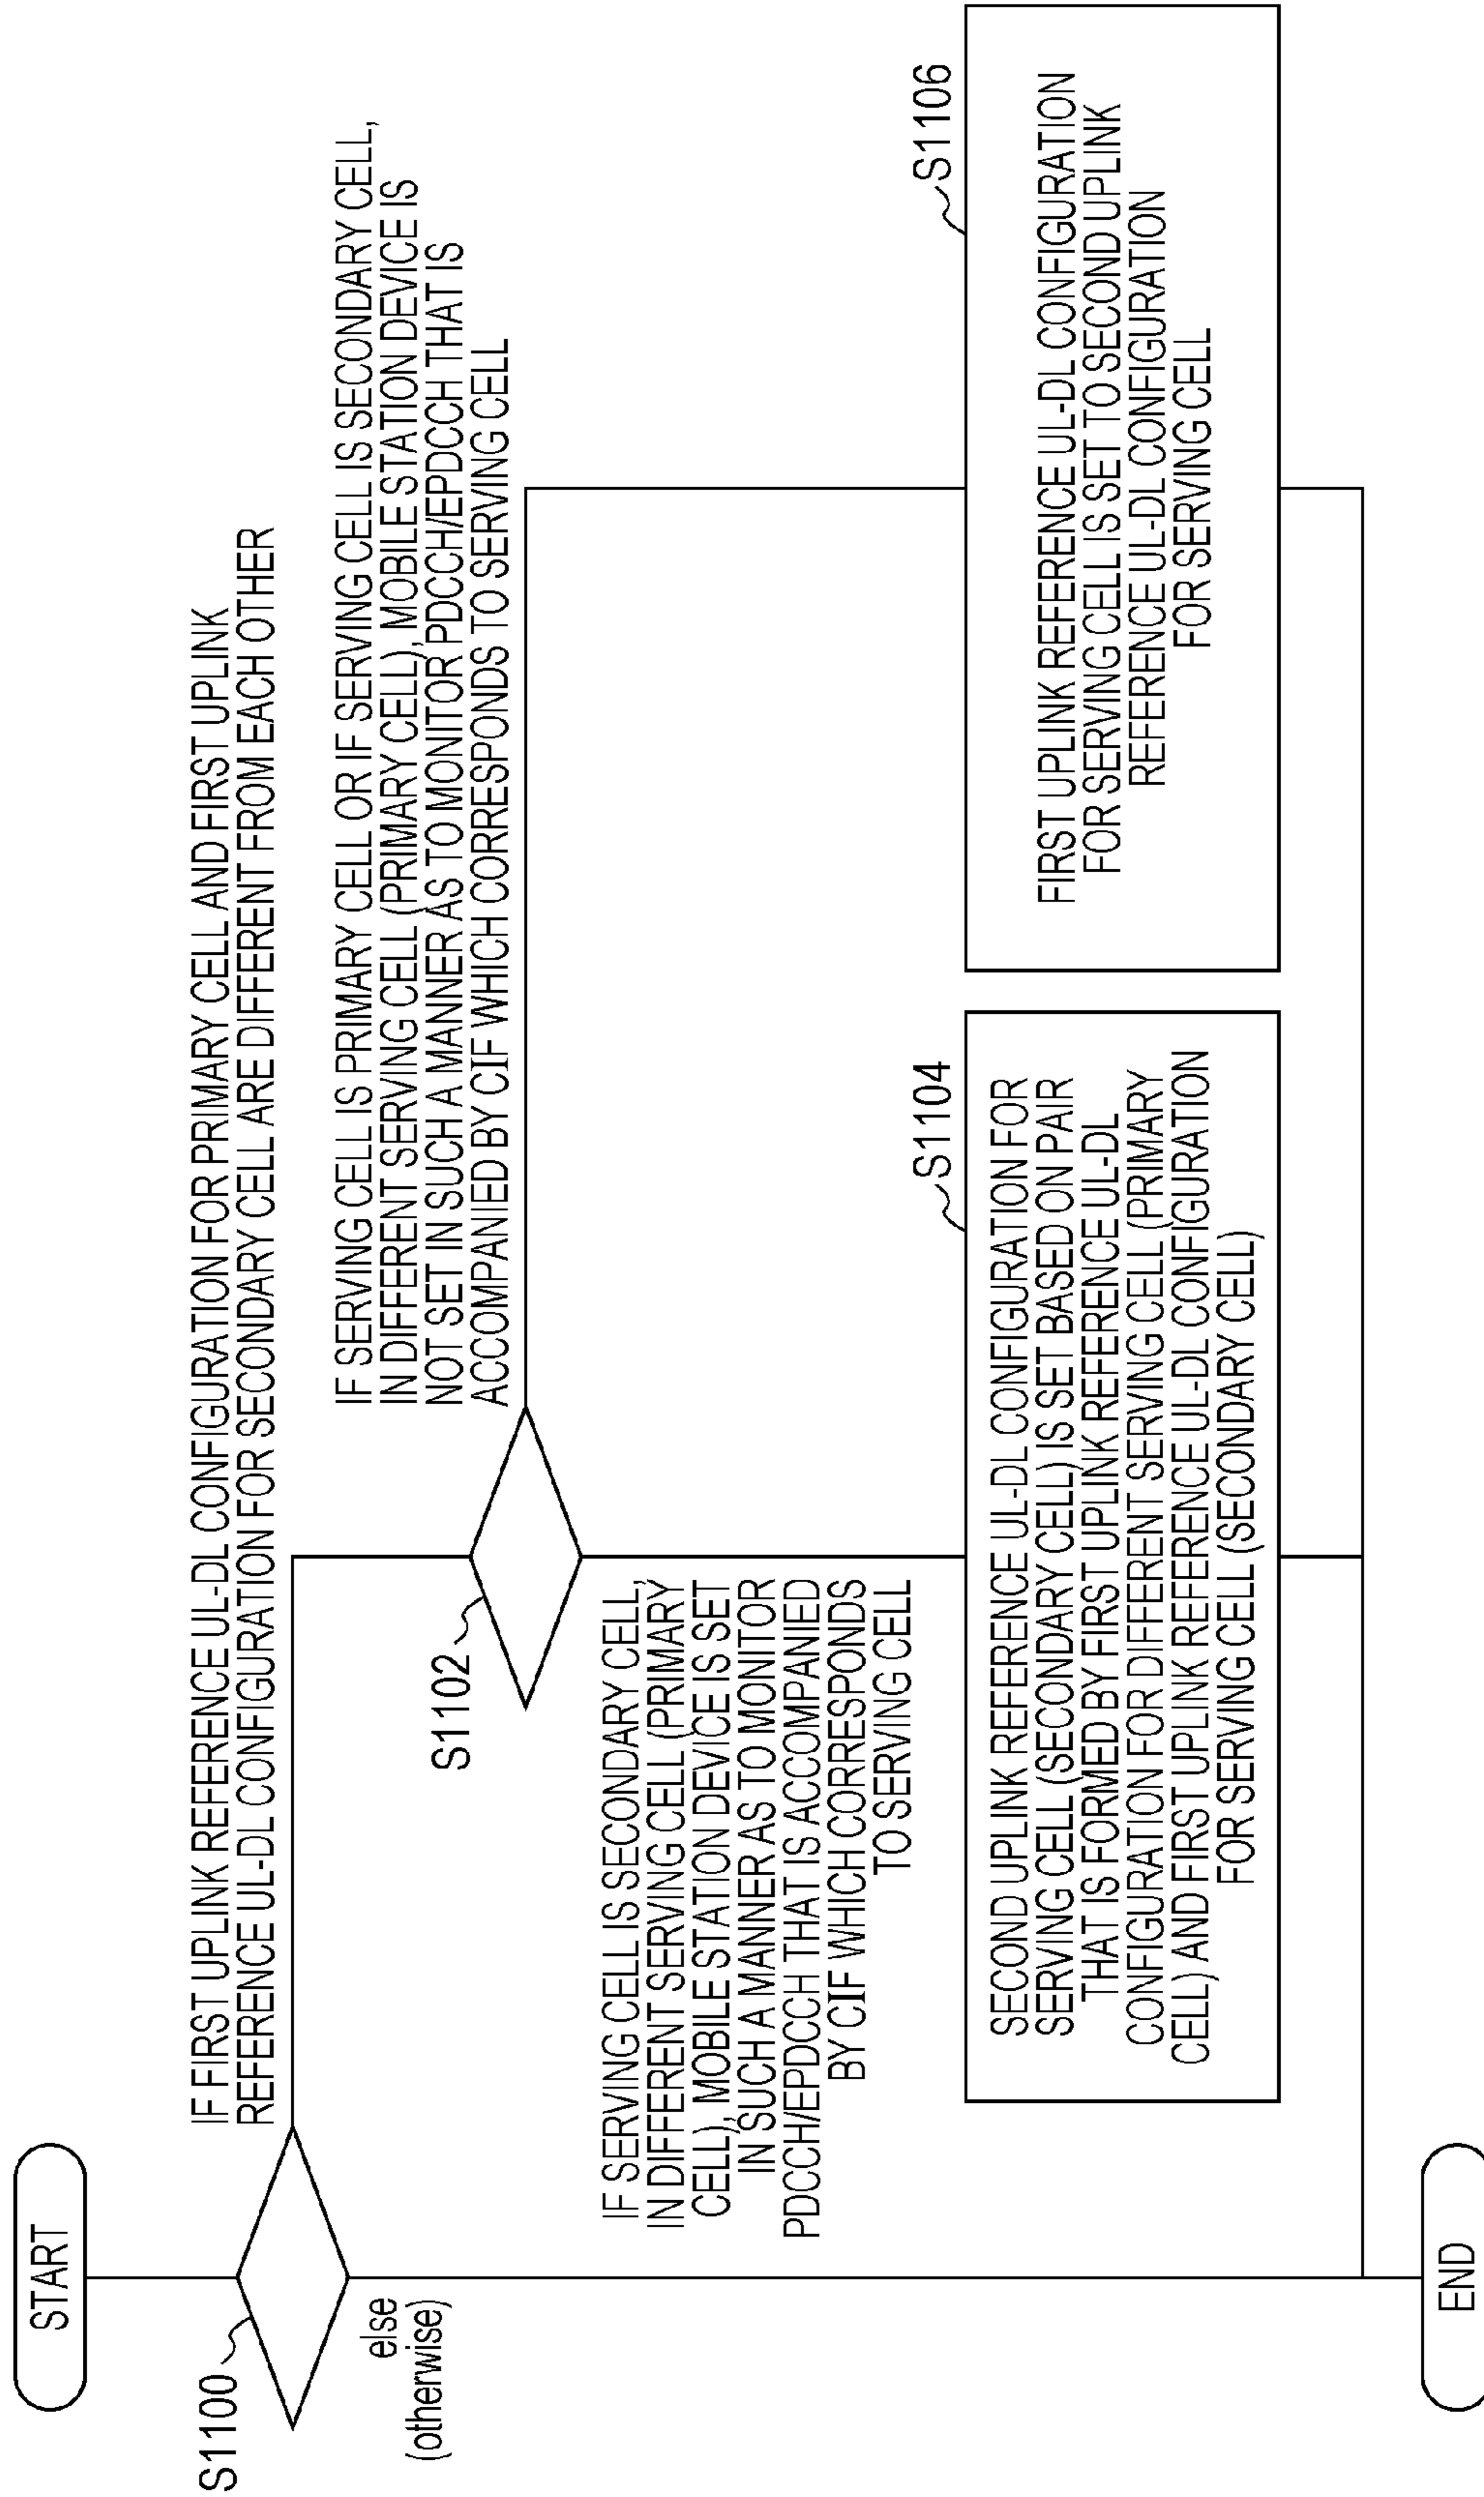 START
S1100
IF FIRST UPLINK REFERENCE UL-DL CONFIGURATION FOR PRIMARY CELL AND FIRST UPLINK
REFERENCE UL-DL CONFIGURATION FOR SECONDARY CELL ARE DIFFERENT FROM EACH OTHER
else
(otherwise)
S1102
IF SERVING CELL IS PRIMARY CELL OR IF SERVING CELL IS SECONDARY CELL,
IN DIFFERENT SERVING CELL (PRIMARY CELL), MOBILE STATION DEVICE IS
NOT SET IN SUCH A MANNER AS TO MONITOR PDCCH/EPDCCH THAT IS
ACCOMPANIED BY CIF WHICH CORRESPONDS TO SERVING CELL
IF SERVING CELL IS SECONDARY CELL,
IN DIFFERENT SERVING CELL (PRIMARY
CELL), MOBILE STATION DEVICE IS SET
IN SUCH A MANNER AS TO MONITOR
PDCCH/EPDCCH THAT IS ACCOMPANIED
BY CIF WHICH CORRESPONDS
TO SERVING CELL
S1104
SECOND UPLINK REFERENCE UL-DL CONFIGURATION FOR
SERVING CELL (SECONDARY CELL) IS SET BASED ON PAIR
THAT IS FORMED BY FIRST UPLINK REFERENCE UL-DL
CONFIGURATION FOR DIFFERENT SERVING CELL (PRIMARY
CELL) AND FIRST UPLINK REFERENCE UL-DL CONFIGURATION
FOR SERVING CELL (SECONDARY CELL)
S1106
FIRST UPLINK REFERENCE UL-DL CONFIGURATION
FOR SERVING CELL IS SET TO SECOND UPLINK
REFERENCE UL-DL CONFIGURATION
FOR SERVING CELL
END